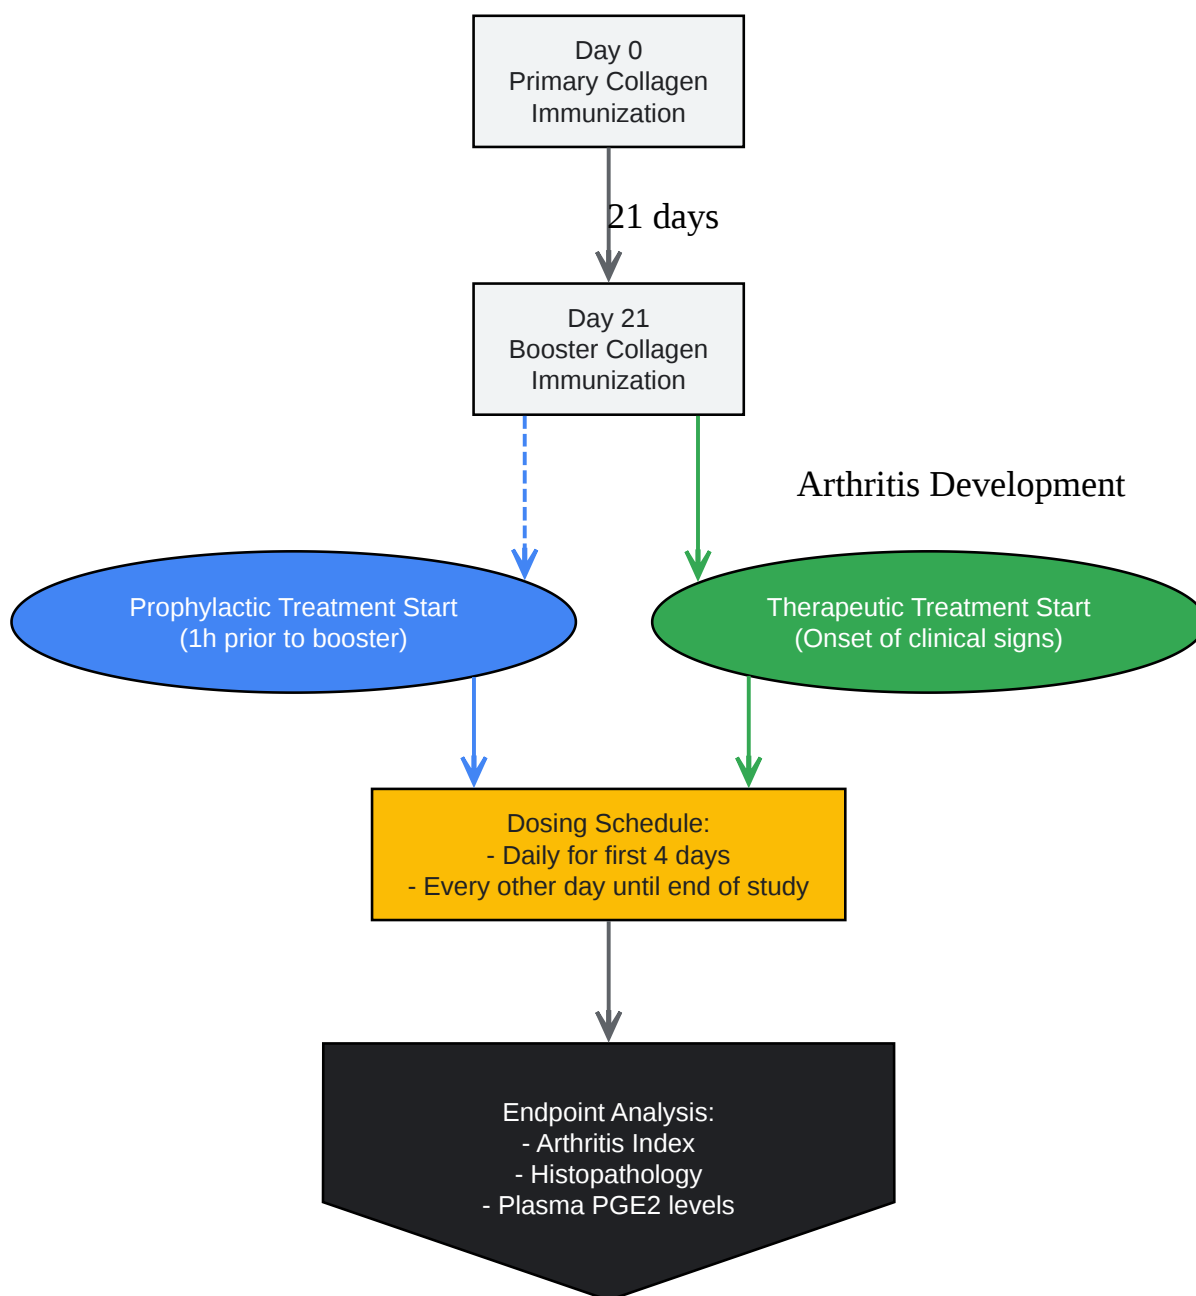 Day 0
Primary Collagen
Immunization
21 days
Day 21
Booster Collagen
Immunization
Arthritis Development
Prophylactic Treatment Start
(1h prior to booster)
Therapeutic Treatment Start
(Onset of clinical signs)
Dosing Schedule:
- Daily for first 4 days
- Every other day until end of study
Endpoint Analysis:
- Arthritis Index
- Histopathology
- Plasma PGE2 levels